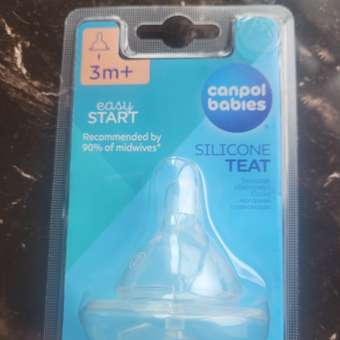 3m+
canpol
babies
easy
START
Recommended by
90% of midwives*
SILICONE
TEAT